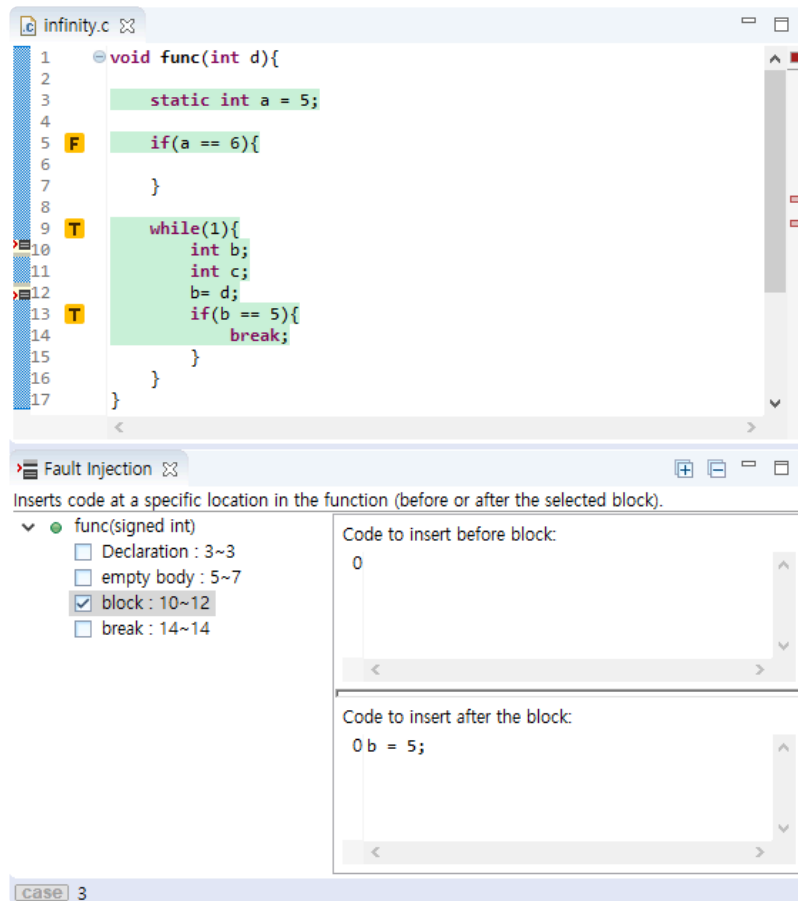 infinity.c
1 void func(int d){
2
3 static int a = 5;
4
5 F if(a == 6){
6
7 }
8
9 T while(1){
10 int b;
11 int c;
12 b= d;
13 T if(b == 5){
14 break;
15 }
16 }
17 }
Fault Injection
Inserts code at a specific location in the function (before or after the selected block).
func(signed int)
Declaration : 3~3
empty body : 5~7
block : 10~12
break : 14~14
Code to insert before block:
0
Code to insert after the block:
0 b = 5;
case 3